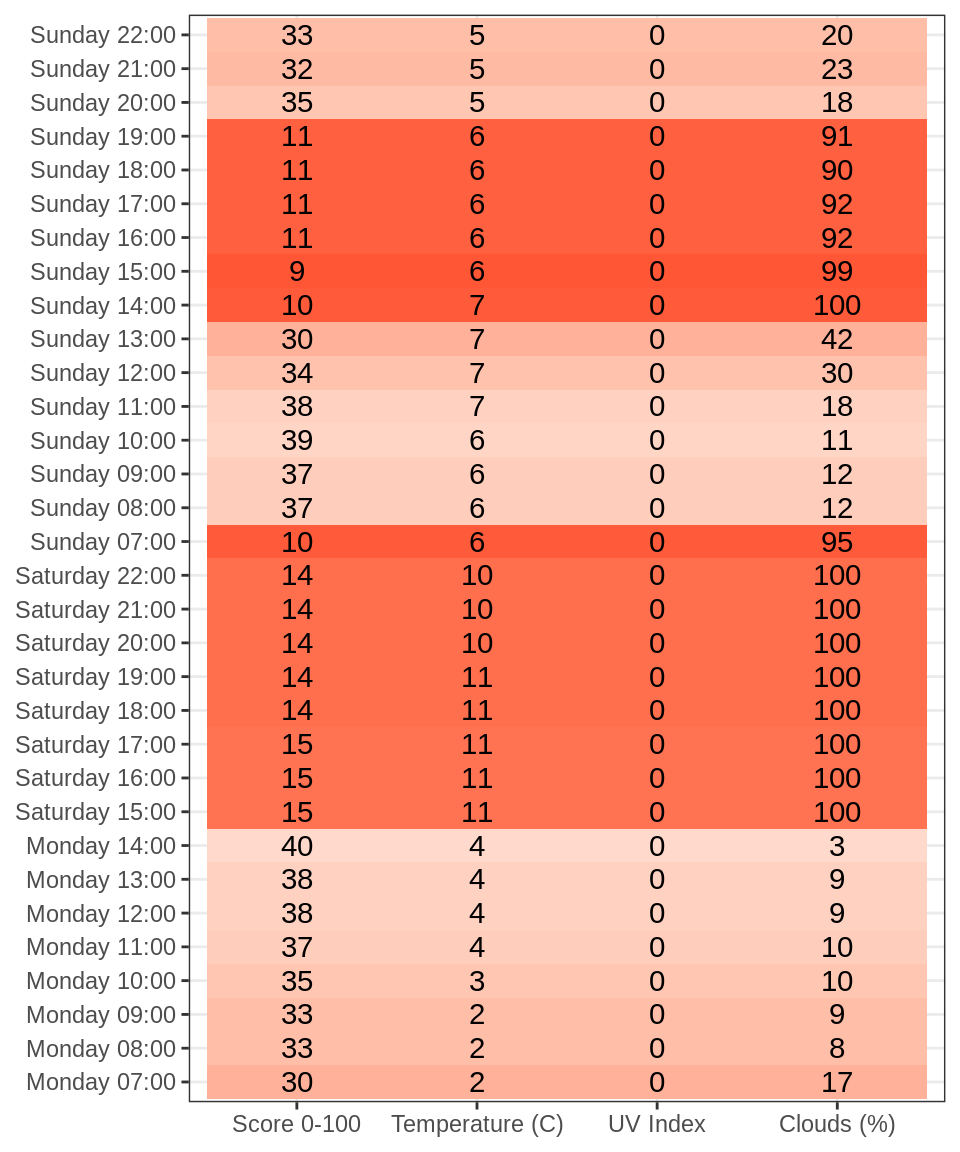 Sunday 22:00 33 5 0 20
Sunday 21:00 32 5 0 23
Sunday 20:00 35 5 0 18
Sunday 19:00 11 6 0 91
Sunday 18:00 11 6 0 90
Sunday 17:00 11 6 0 92
Sunday 16:00 11 6 0 92
Sunday 15:00 9 6 0 99
Sunday 14:00 10 7 0 100
Sunday 13:00 30 7 0 42
Sunday 12:00 34 7 0 30
Sunday 11:00 38 7 0 18
Sunday 10:00 39 6 0 11
Sunday 09:00 37 6 0 12
Sunday 08:00 37 6 0 12
Sunday 07:00 10 6 0 95
Saturday 22:00 14 10 0 100
Saturday 21:00 14 10 0 100
Saturday 20:00 14 10 0 100
Saturday 19:00 14 11 0 100
Saturday 18:00 14 11 0 100
Saturday 17:00 15 11 0 100
Saturday 16:00 15 11 0 100
Saturday 15:00 15 11 0 100
Monday 14:00 40 4 0 3
Monday 13:00 38 4 0 9
Monday 12:00 38 4 0 9
Monday 11:00 37 4 0 10
Monday 10:00 35 3 0 10
Monday 09:00 33 2 0 9
Monday 08:00 33 2 0 8
Monday 07:00 30 2 0 17
Score 0-100 Temperature (C) UV Index Clouds (%)